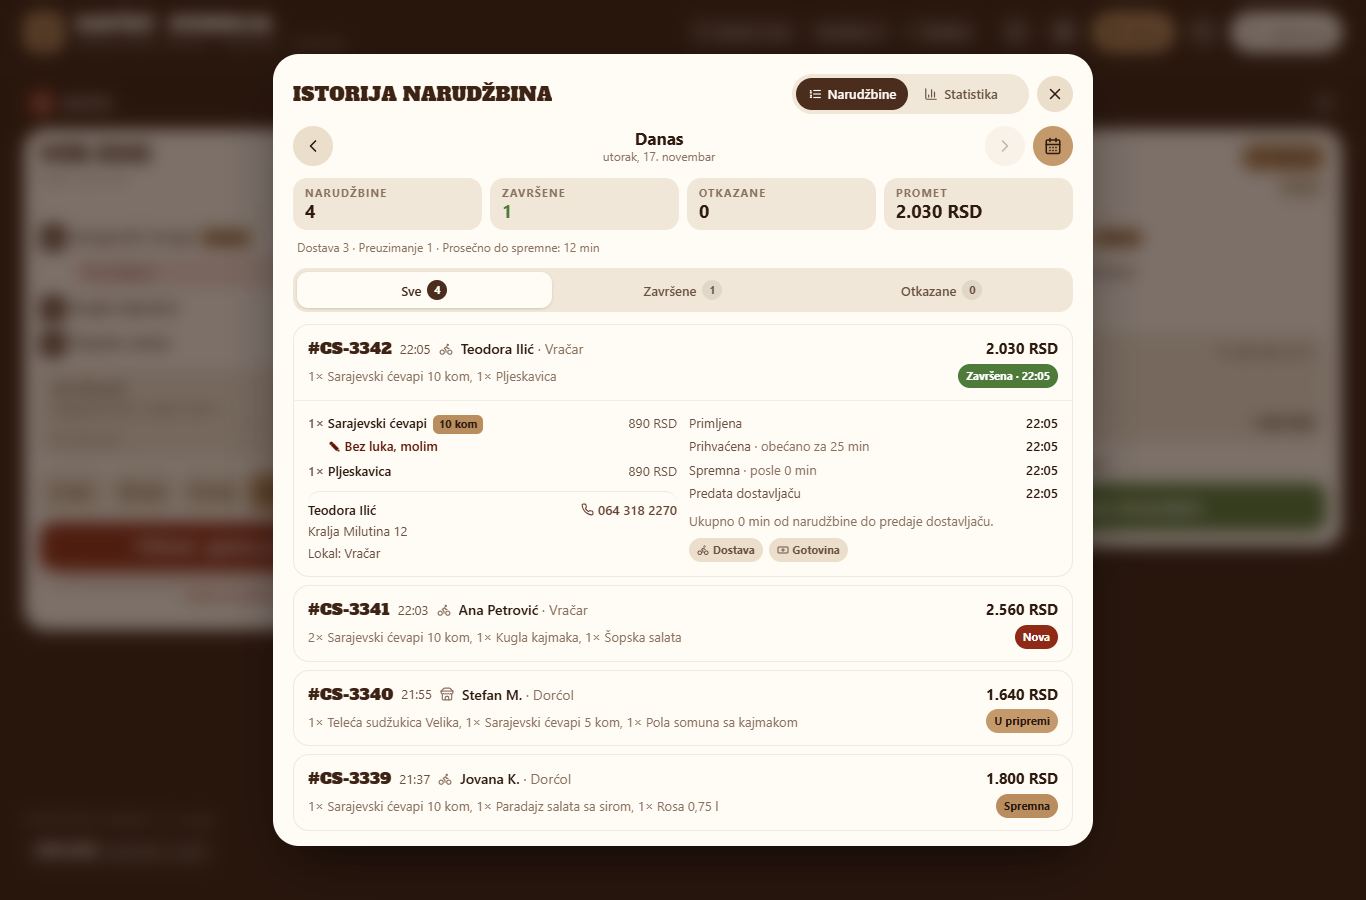 ISTORIJA NARUDŽBINA
Narudžbine
Statistika
Danas
utorak, 17. novembar
NARUDŽBINE
4
ZAVRŠENE
1
OTKAZANE
0
PROMET
2.030 RSD
Dostava 3 · Preuzimanje 1 · Prosečno do spremne: 12 min
Sve 4
Završene 1
Otkazane 0
#CS-3342 22:05 Teodora Ilić · Vračar 2.030 RSD
1× Sarajevski ćevapi 10 kom, 1× Pljeskavica Završena · 22:05
1× Sarajevski ćevapi 10 kom 890 RSD
Bez luka, molim
1× Pljeskavica 890 RSD
Teodora Ilić 064 318 2270
Kralja Milutina 12
Lokal: Vračar
Primljena 22:05
Prihvaćena · obećano za 25 min 22:05
Spremna · posle 0 min 22:05
Predata dostavljaču 22:05
Ukupno 0 min od narudžbine do predaje dostavljaču.
Dostava Gotovina
#CS-3341 22:03 Ana Petrović · Vračar 2.560 RSD
2× Sarajevski ćevapi 10 kom, 1× Kugla kajmaka, 1× Šopska salata Nova
#CS-3340 21:55 Stefan M. · Dorćol 1.640 RSD
1× Teleća sudžukica Velika, 1× Sarajevski ćevapi 5 kom, 1× Pola somuna sa kajmakom U pripremi
#CS-3339 21:37 Jovana K. · Dorćol 1.800 RSD
1× Sarajevski ćevapi 10 kom, 1× Paradajz salata sa sirom, 1× Rosa 0,75 l Spremna